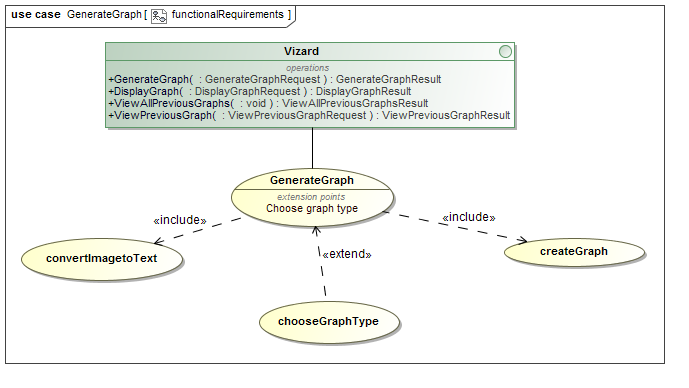 use case GenerateGraph [ functionalRequirements ]
Vizard
operations
+GenerateGraph( : GenerateGraphRequest ) : GenerateGraphResult
+DisplayGraph( : DisplayGraphRequest ) : DisplayGraphResult
+ViewAllPreviousGraphs( : void ) : ViewAllPreviousGraphsResult
+ViewPreviousGraph( : ViewPreviousGraphRequest ) : ViewPreviousGraphResult
GenerateGraph
extension points
Choose graph type
«include»
«include»
convertImagetoText
«extend»
createGraph
chooseGraphType